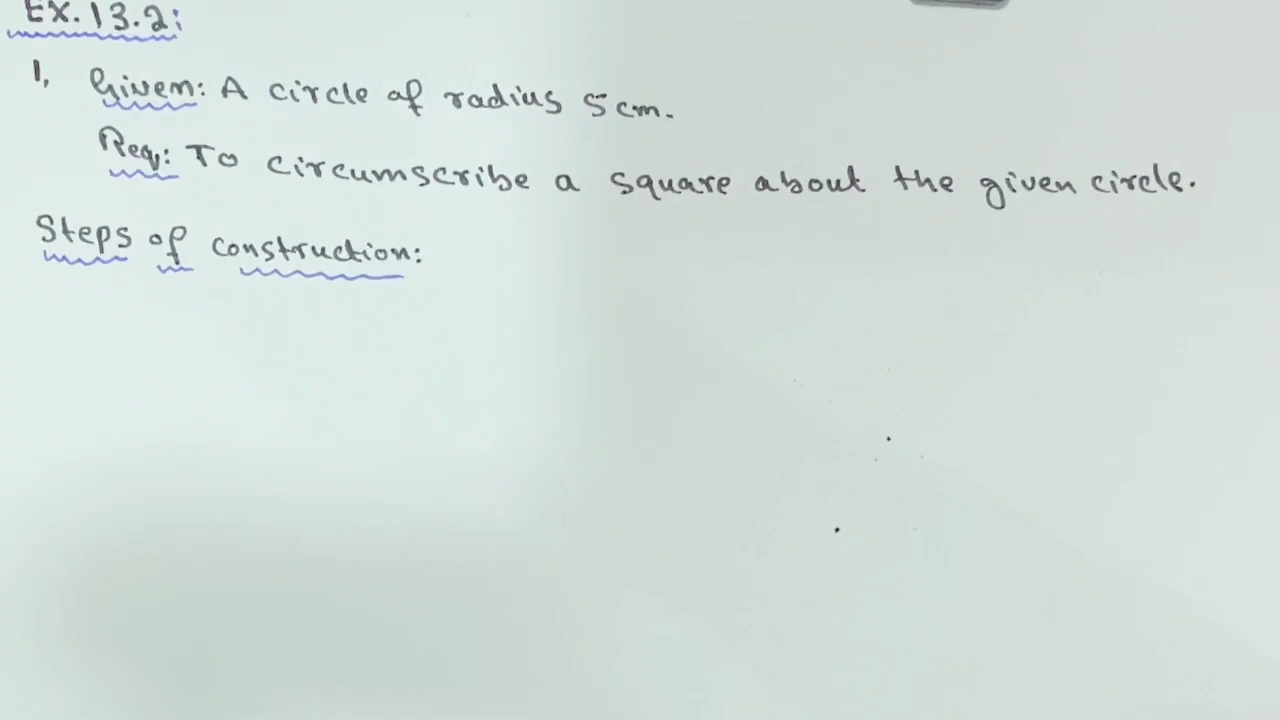 Ex.13.2:
1, Given: A circle of radius 5cm.
Req: To circumscribe a square about the given circle.
Steps of construction: